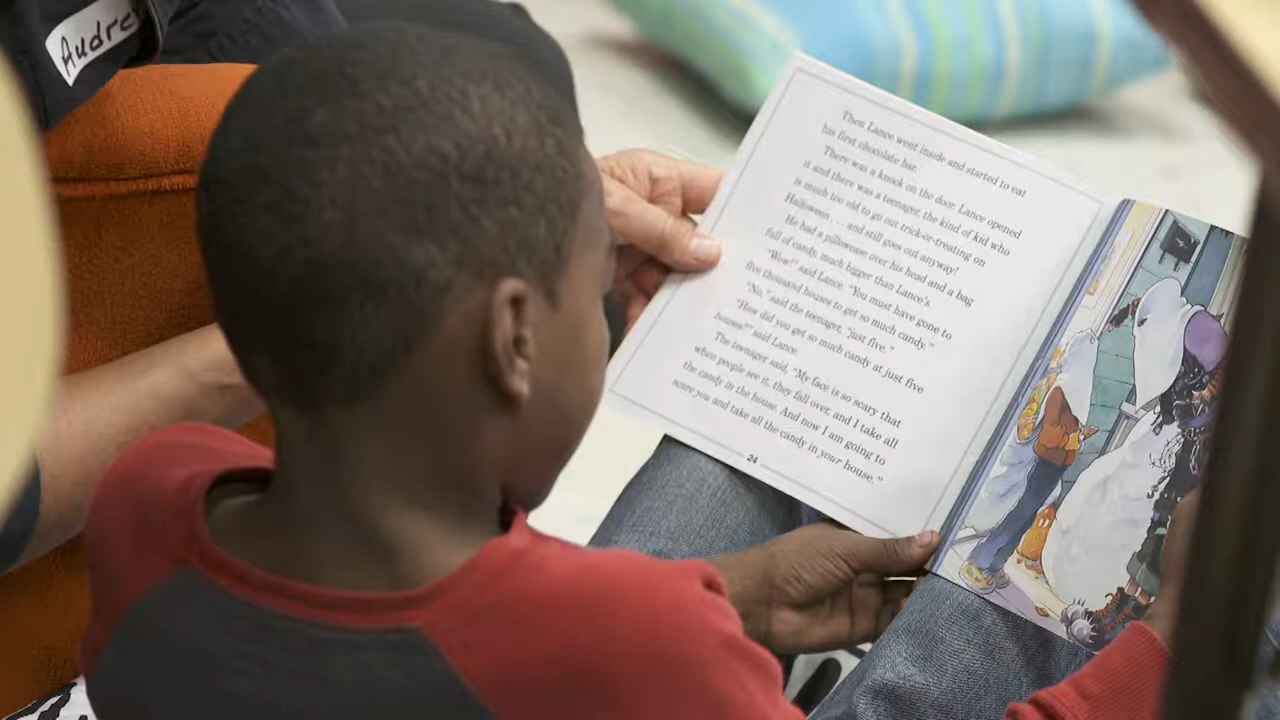 Audre
Then Lance went inside and started to eat
his first chocolate bar.
There was a knock on the door. Lance opened
it and there was a teenager, the kind of kid who
is much too old to go out trick-or-treating on
Halloween . . . and still goes out anyway!
He had a pillowcase over his head and a bag
full of candy, much bigger than Lance's.
"Wow!" said Lance. "You must have gone to
five thousand houses to get so much candy."
"No," said the teenager, "just five."
"How did you get so much candy at just five
houses?" said Lance.
The teenager said, "My face is so scary that
when people see it, they fall over, and I take all
the candy in the house. And now I am going to
scare you and take all the candy in your house."
24